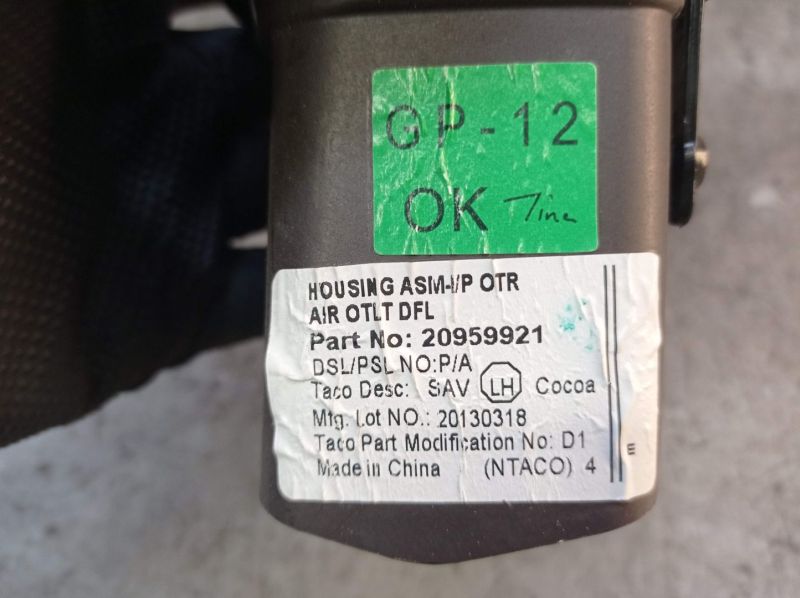 GP-12
OK Tina
HOUSING ASM-I/P OTR
AIR OTLT DFL
Part No: 20959921
DSL/PSL NO:P/A
Taco Desc: SAV LH Cocoa
Mfg. Lot NO.: 20130318
Taco Part Modification No: D1
Made in China (NTACO) 4
E